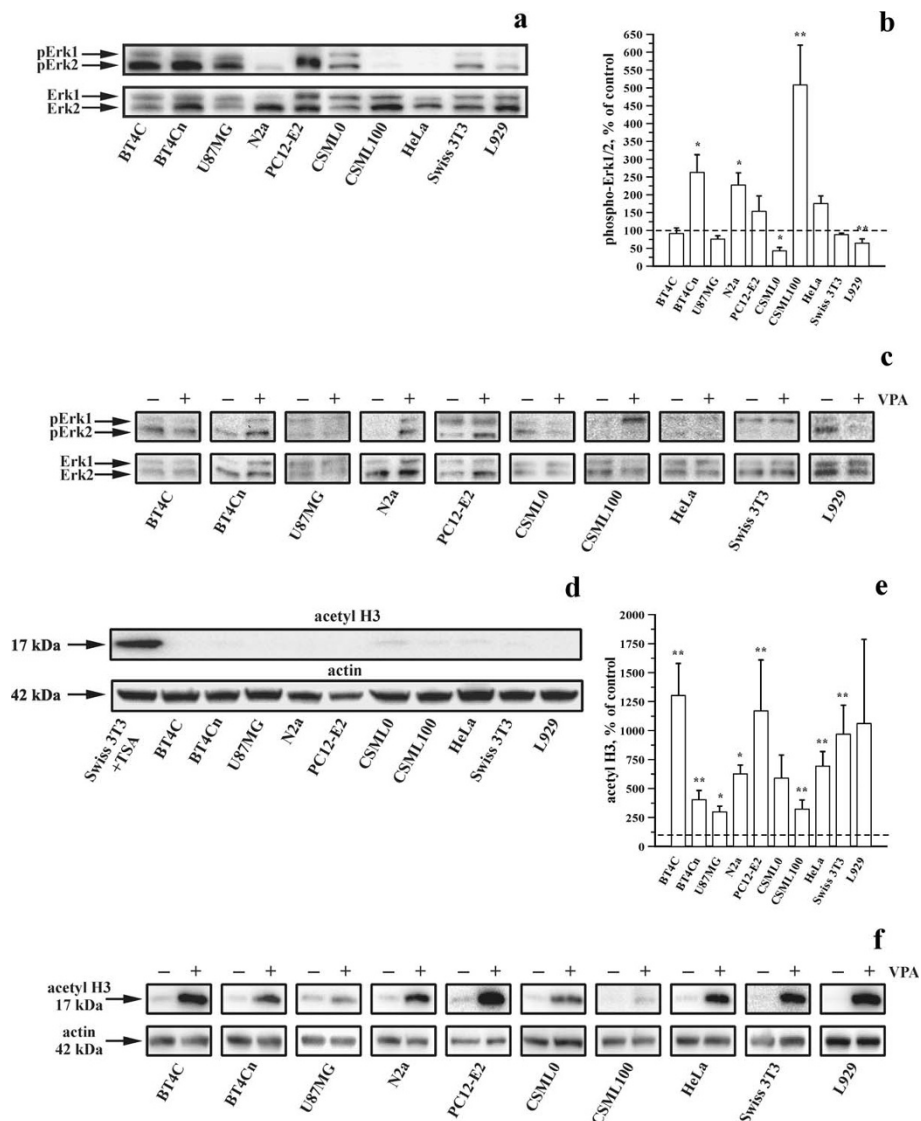 a
pErk1
pErk2
Erk1
Erk2
BT4C
BT4Cn
U87MG
N2a
PC12-E2
CSML0
CSML100
HeLa
Swiss 3T3
L929
b
phospho-Erk1/2, % of control
650
600
550
500
450
400
350
300
250
200
150
100
50
0
*
*
*
**
**
BT4C
BT4Cn
U87MG
N2a
PC12-E2
CSML0
CSML100
HeLa
Swiss 3T3
L929
c
– + – + – + – + – + – + – + – + – + – + VPA
pErk1
pErk2
Erk1
Erk2
BT4C
BT4Cn
U87MG
N2a
PC12-E2
CSML0
CSML100
HeLa
Swiss 3T3
L929
d
acetyl H3
17 kDa
actin
42 kDa
Swiss 3T3
+TSA
BT4C
BT4Cn
U87MG
N2a
PC12-E2
CSML0
CSML100
HeLa
Swiss 3T3
L929
e
acetyl H3, % of control
2000
1750
1500
1250
1000
750
500
250
0
**
**
*
*
**
**
**
**
BT4C
BT4Cn
U87MG
N2a
PC12-E2
CSML0
CSML100
HeLa
Swiss 3T3
L929
f
– + – + – + – + – + – + – + – + – + – + VPA
acetyl H3
17 kDa
actin
42 kDa
BT4C
BT4Cn
U87MG
N2a
PC12-E2
CSML0
CSML100
HeLa
Swiss 3T3
L929